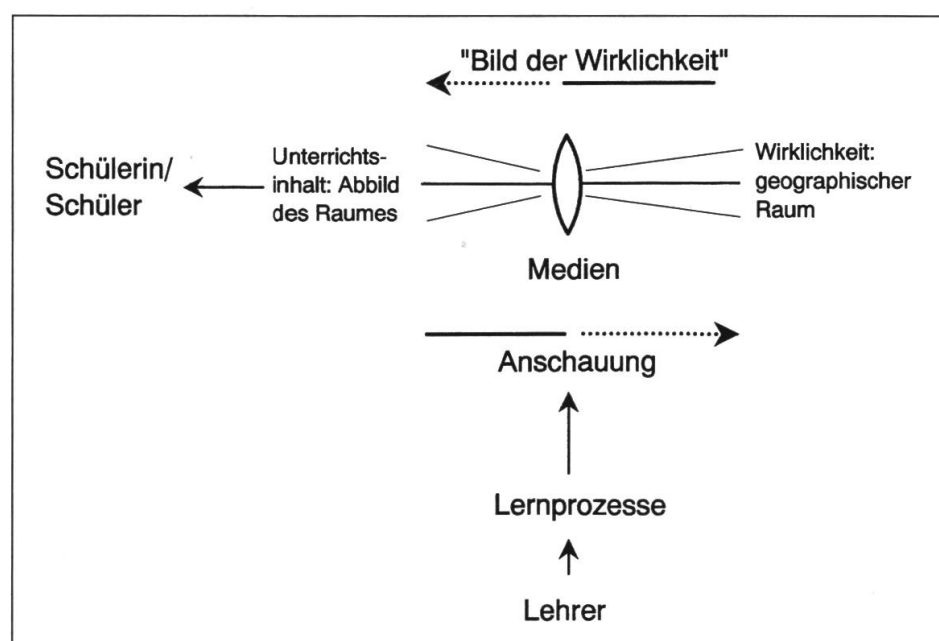 "Bild der Wirklichkeit"
Schülerin/
Schüler
Unterrichts-
inhalt: Abbild
des Raumes
Wirklichkeit:
geographischer
Raum
Medien
Anschauung
Lernprozesse
Lehrer